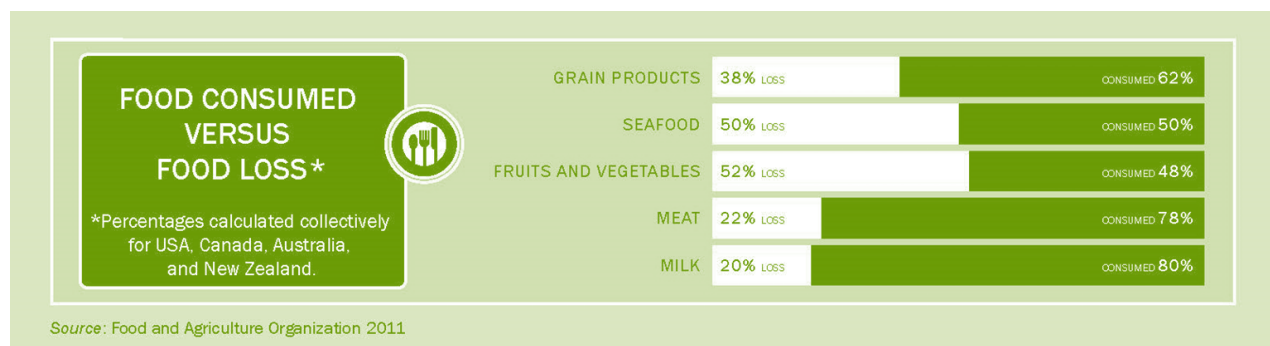 FOOD CONSUMED
VERSUS
FOOD LOSS*
*Percentages calculated collectively
for USA, Canada, Australia,
and New Zealand.
GRAIN PRODUCTS 38% LOSS CONSUMED 62%
SEAFOOD 50% LOSS CONSUMED 50%
FRUITS AND VEGETABLES 52% LOSS CONSUMED 48%
MEAT 22% LOSS CONSUMED 78%
MILK 20% LOSS CONSUMED 80%
Source: Food and Agriculture Organization 2011